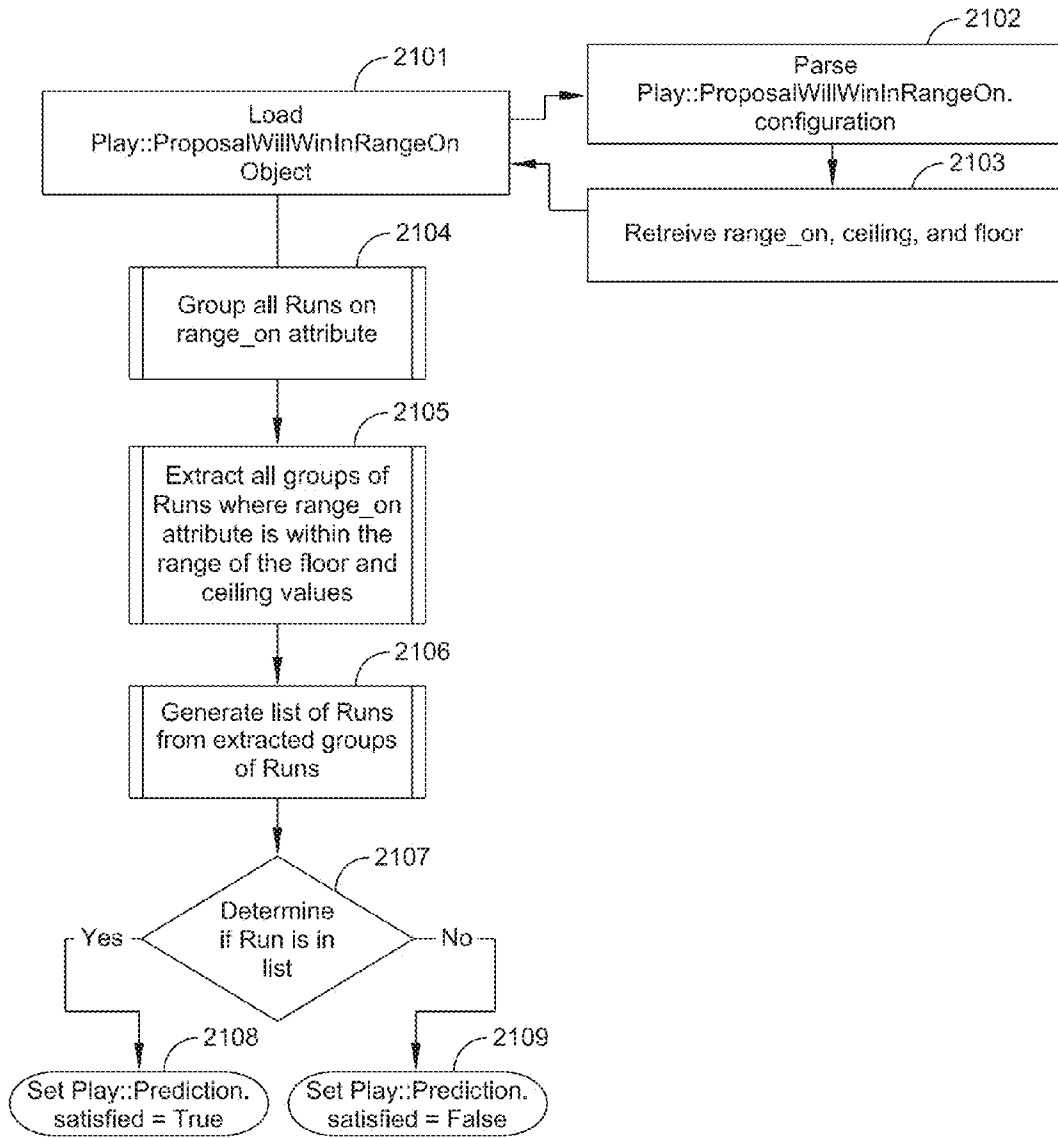 2101
Load
Play::ProposalWillWinInRangeOn
Object
2102
Parse
Play::ProposalWillWinInRangeOn.
configuration
2103
Retreive range_on, ceiling, and floor
2104
Group all Runs on
range_on attribute
2105
Extract all groups of
Runs where range_on
attribute is within the
range of the floor and
ceiling values
2106
Generate list of Runs
from extracted groups
of Runs
2107
Determine
if Run is in
list
Yes
No
2108
Set Play::Prediction.
satisfied = True
2109
Set Play::Prediction.
satisfied = False